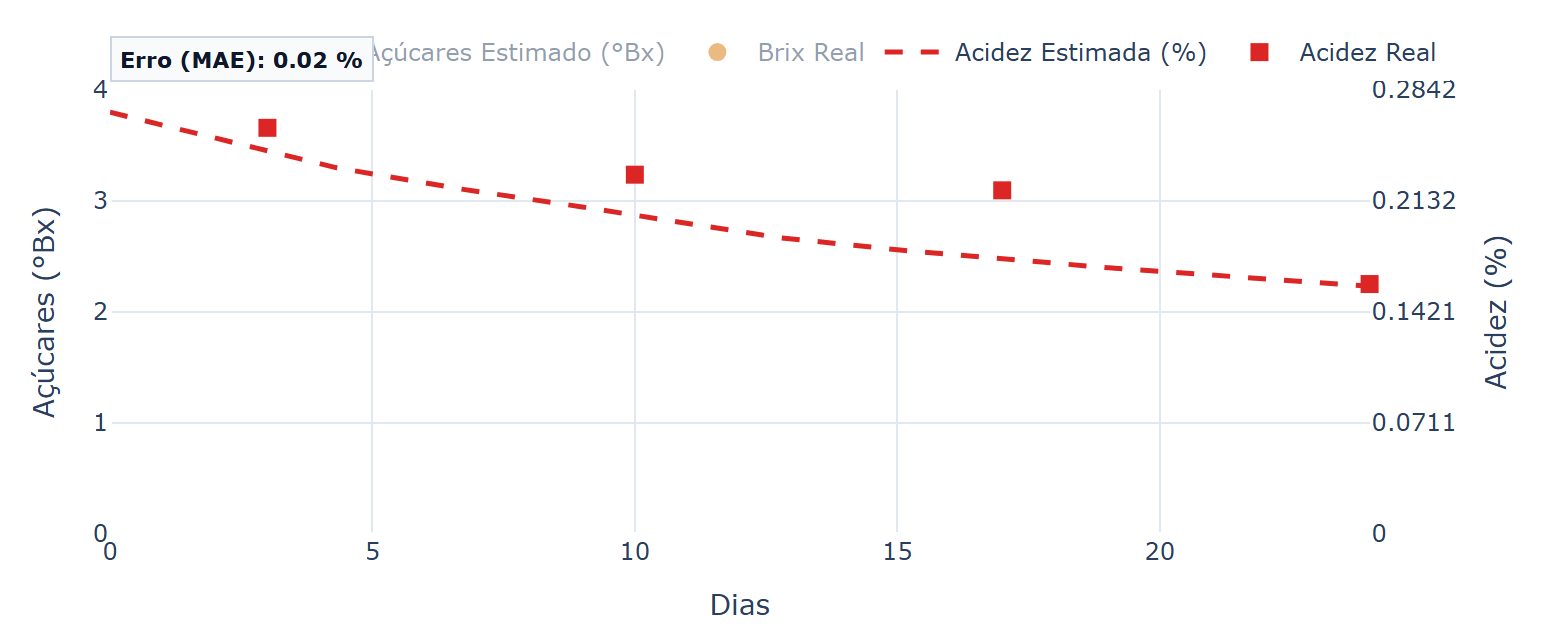 Erro (MAE): 0.02 %
Açúcares Estimado (°Bx)
Brix Real
Acidez Estimada (%)
Acidez Real
4
3
2
1
0
Açúcares (°Bx)
0.2842
0.2132
0.1421
0.0711
0
Acidez (%)
0
5
10
15
20
Dias